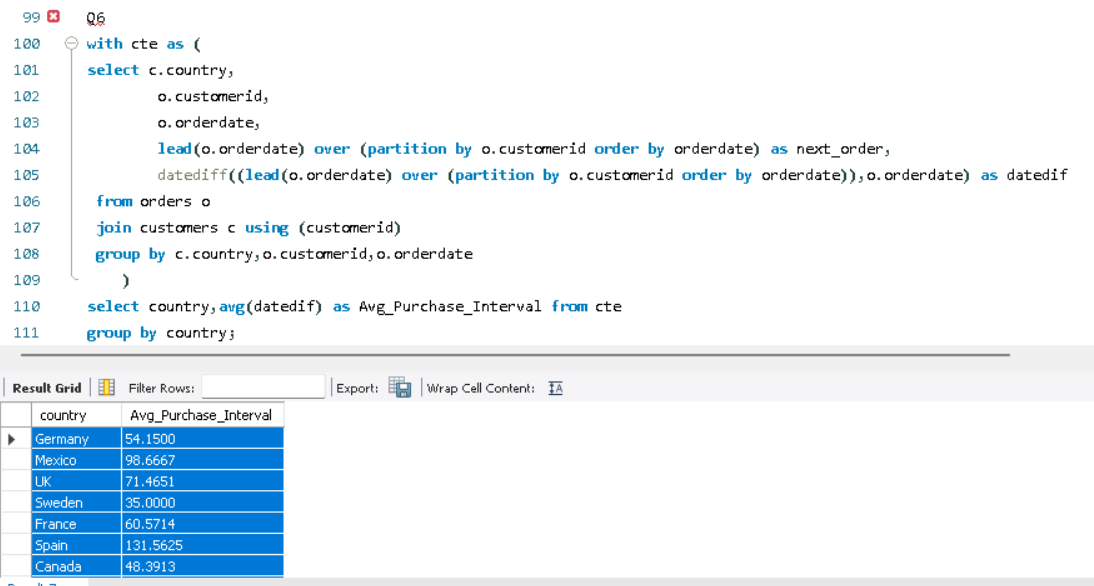 99 Q6
100 with cte as (
101 select c.country,
102 o.customerid,
103 o.orderdate,
104 lead(o.orderdate) over (partition by o.customerid order by orderdate) as next_order,
105 datediff((lead(o.orderdate) over (partition by o.customerid order by orderdate)),o.orderdate) as datedif
106 from orders o
107 join customers c using (customerid)
108 group by c.country,o.customerid,o.orderdate
109 )
110 select country,avg(datedif) as Avg_Purchase_Interval from cte
111 group by country;
Result Grid Filter Rows: Export: Wrap Cell Content: IA
country Avg_Purchase_Interval
Germany 54.1500
Mexico 98.6667
UK 71.4651
Sweden 35.0000
France 60.5714
Spain 131.5625
Canada 48.3913